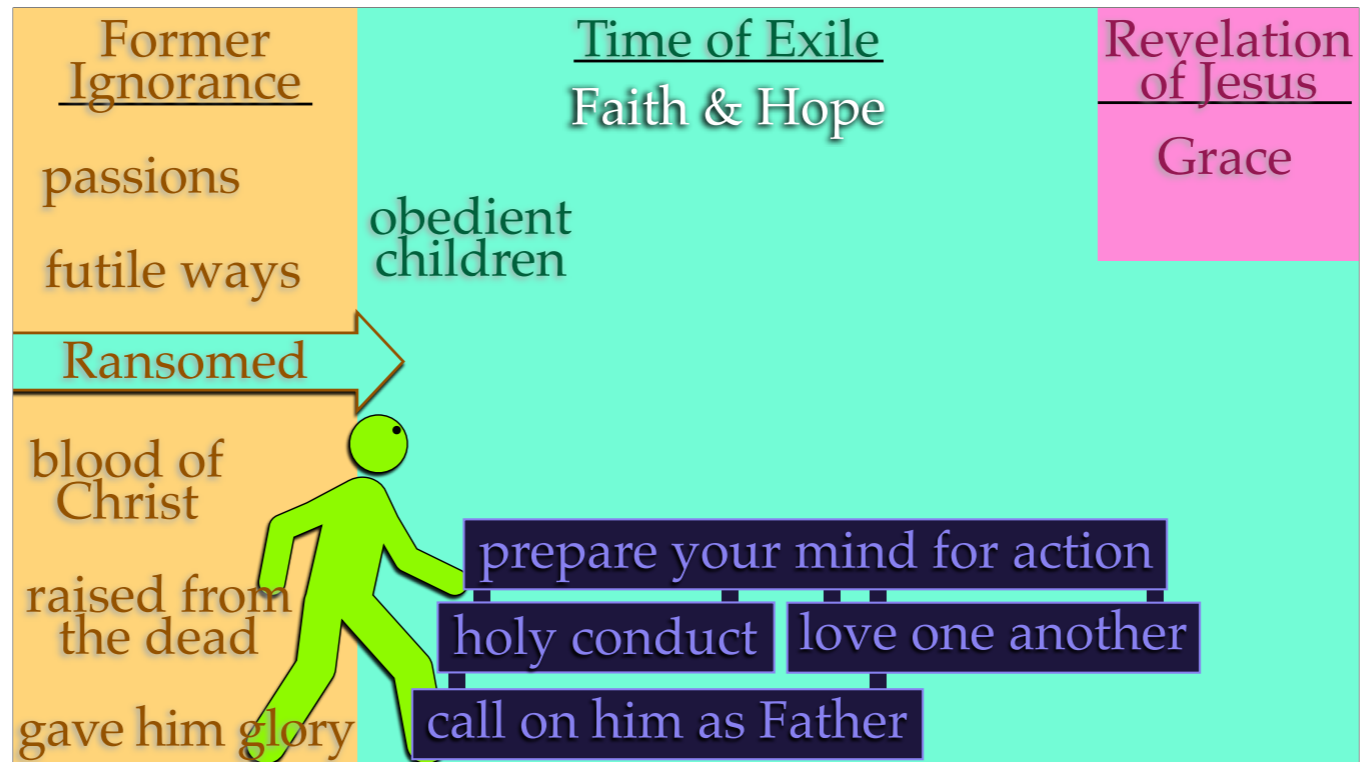 Former
Ignorance
passions
futile ways
Ransomed
blood of
Christ
raised from
the dead
gave him glory
Time of Exile
Faith & Hope
obedient
children
prepare your mind for action
holy conduct
love one another
call on him as Father
Revelation
of Jesus
Grace